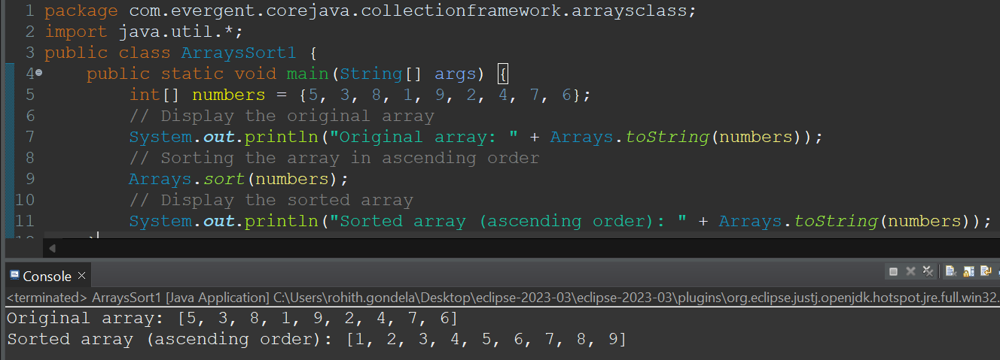 1 package com.evergent.corejava.collectionframework.arraysclass;
2 import java.util.*;
3 public class ArraysSort1 {
4 public static void main(String[] args) {
5 int[] numbers = {5, 3, 8, 1, 9, 2, 4, 7, 6};
6 // Display the original array
7 System.out.println("Original array: " + Arrays.toString(numbers));
8 // Sorting the array in ascending order
9 Arrays.sort(numbers);
10 // Display the sorted array
11 System.out.println("Sorted array (ascending order): " + Arrays.toString(numbers));
Console
<terminated> ArraysSort1 [Java Application] C:\Users\rohith.gondela\Desktop\eclipse-2023-03\eclipse-2023-03\plugins\org.eclipse.justj.openjdk.hotspot.jre.full.win32.
Original array: [5, 3, 8, 1, 9, 2, 4, 7, 6]
Sorted array (ascending order): [1, 2, 3, 4, 5, 6, 7, 8, 9]